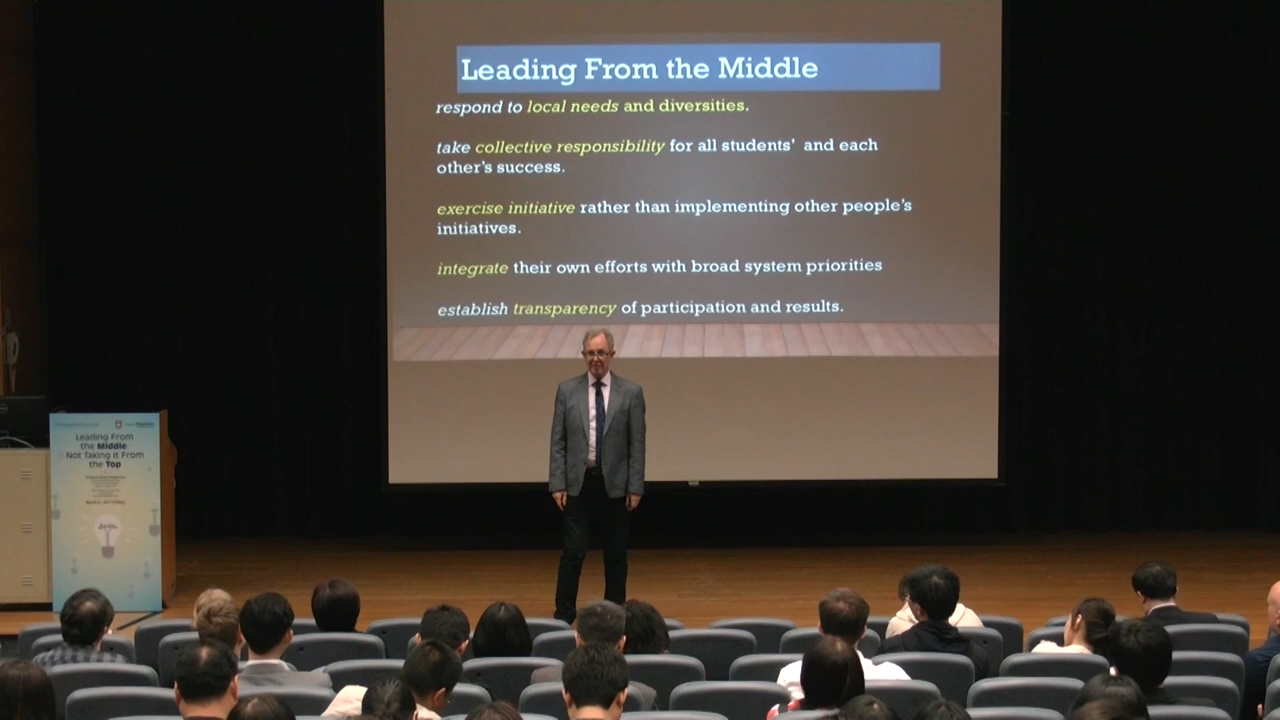 Leading From the Middle
respond to local needs and diversities.
take collective responsibility for all students’ and each
other’s success.
exercise initiative rather than implementing other people’s
initiatives.
integrate their own efforts with broad system priorities
establish transparency of participation and results.
Leading From
the Middle
Not Taking it From
the Top